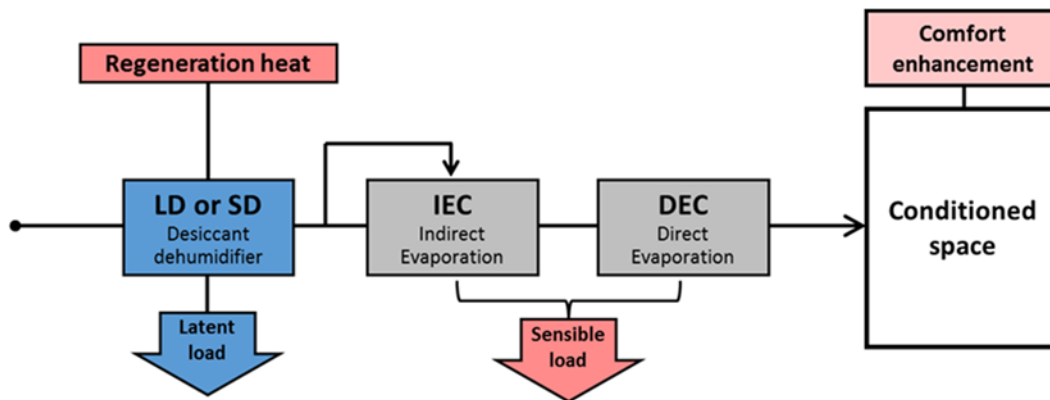 Comfort
enhancement
Regeneration heat
LD or SD
Desiccant
dehumidifier
IEC
Indirect
Evaporation
DEC
Direct
Evaporation
Conditioned
space
Latent
load
Sensible
load